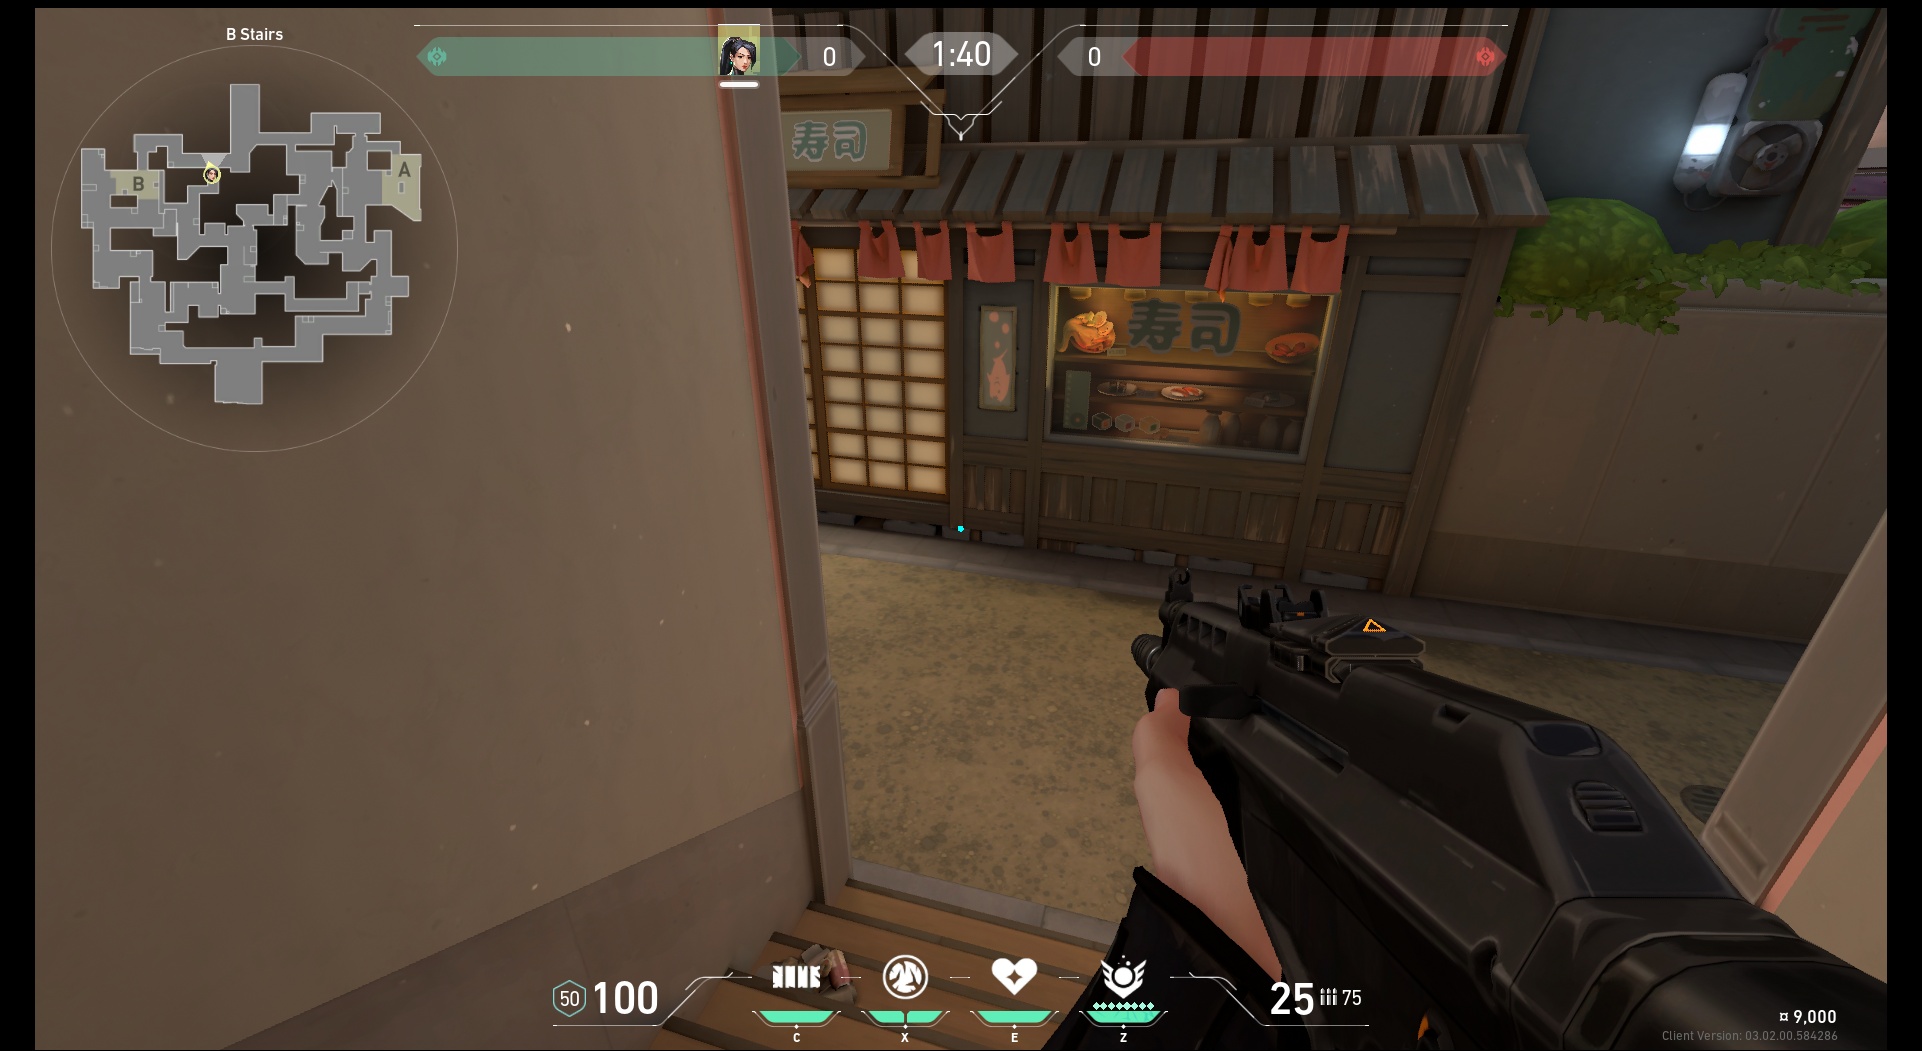 B Stairs
0
1:40
0
A
B
寿司
寿司
50
100
25
75
C
X
E
Z
¤ 9,000
Client Version: 03.02.00.584286